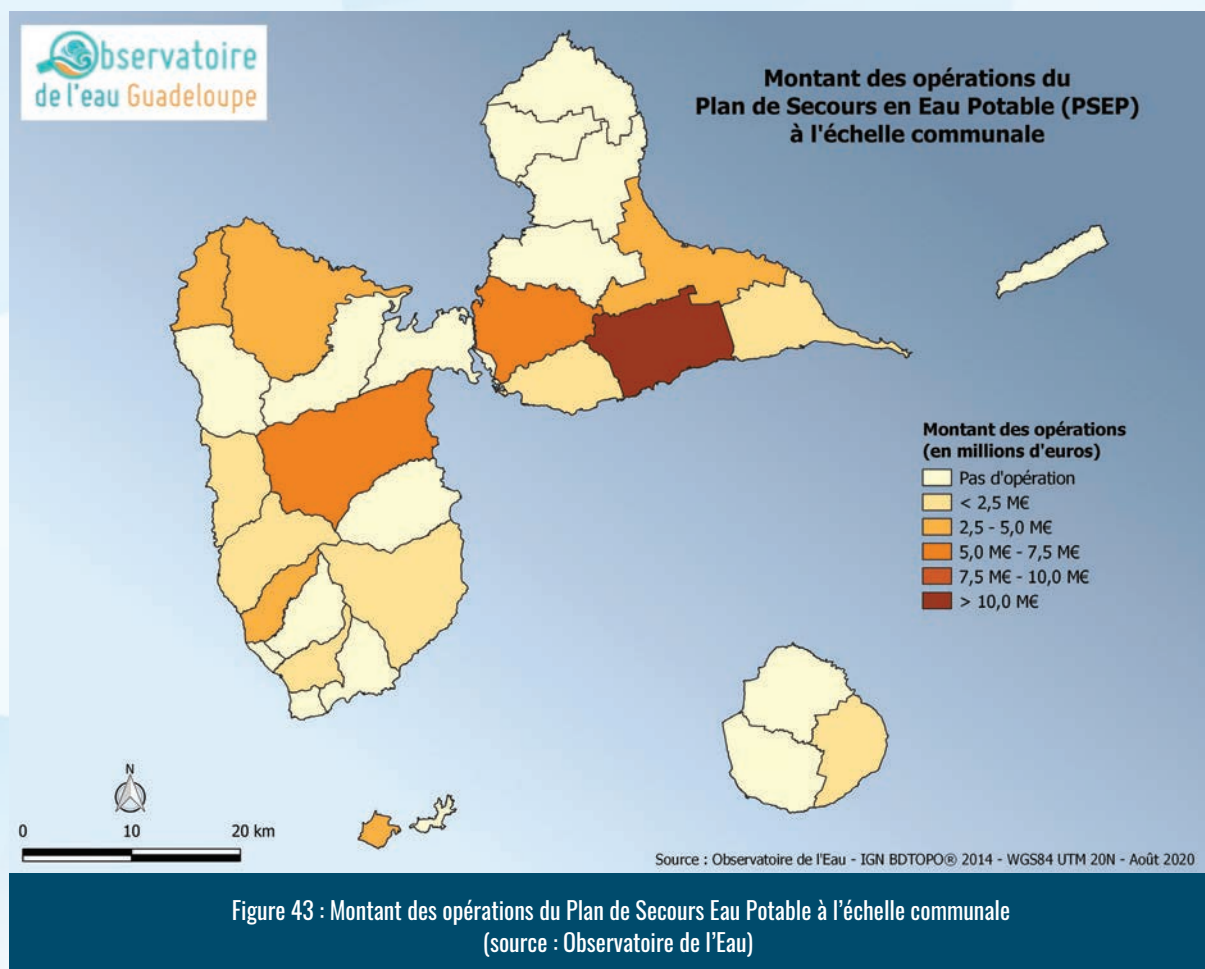 Observatoire
de l'eau Guadeloupe
Montant des opérations du
Plan de Secours en Eau Potable (PSEP)
à l'échelle communale
Montant des opérations
(en millions d'euros)
Pas d'opération
< 2,5 M€
2,5 - 5,0 M€
5,0 M€ - 7,5 M€
7,5 M€ - 10,0 M€
> 10,0 M€
N
0 10 20 km
Source : Observatoire de l'Eau - IGN BDTOPO® 2014 - WGS84 UTM 20N - Août 2020
Figure 43 : Montant des opérations du Plan de Secours Eau Potable à l'échelle communale
(source : Observatoire de l'Eau)